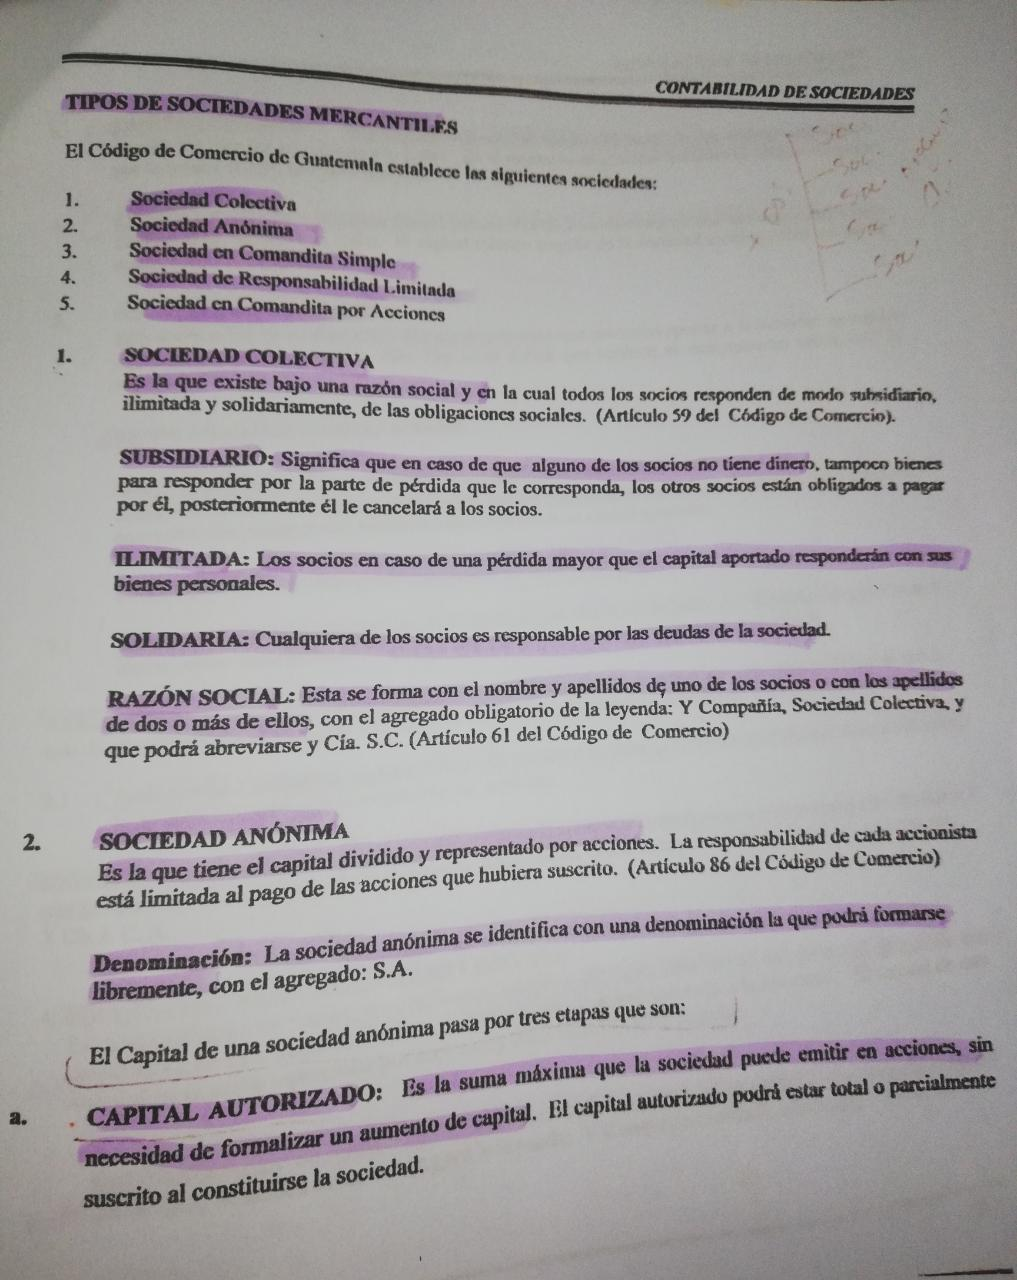 CONTABILIDAD DE SOCIEDADES
TIPOS DE SOCIEDADES MERCANTILES
El Código de Comercio de Guatemala establece las siguientes sociedades:
1. Sociedad Colectiva
2. Sociedad Anónima
3. Sociedad en Comandita Simple
4. Sociedad de Responsabilidad Limitada
5. Sociedad en Comandita por Acciones
1. SOCIEDAD COLECTIVA
Es la que existe bajo una razón social y en la cual todos los socios responden de modo subsidiario,
ilimitada y solidariamente, de las obligaciones sociales. (Artículo 59 del Código de Comercio).
SUBSIDIARIO: Significa que en caso de que alguno de los socios no tiene dinero, tampoco bienes
para responder por la parte de pérdida que le corresponda, los otros socios están obligados a pagar
por él, posteriormente él le cancelará a los socios.
ILIMITADA: Los socios en caso de una pérdida mayor que el capital aportado responderán con sus
bienes personales.
SOLIDARIA: Cualquiera de los socios es responsable por las deudas de la sociedad.
RAZÓN SOCIAL: Esta se forma con el nombre y apellidos de uno de los socios o con los apellidos
de dos o más de ellos, con el agregado obligatorio de la leyenda: Y Compañía, Sociedad Colectiva, y
que podrá abreviarse y Cía. S.C. (Artículo 61 del Código de Comercio)
2. SOCIEDAD ANÓNIMA
Es la que tiene el capital dividido y representado por acciones. La responsabilidad de cada accionista
está limitada al pago de las acciones que hubiera suscrito. (Artículo 86 del Código de Comercio)
Denominación: La sociedad anónima se identifica con una denominación la que podrá formarse
libremente, con el agregado: S.A.
El Capital de una sociedad anónima pasa por tres etapas que son:
a. CAPITAL AUTORIZADO: Es la suma máxima que la sociedad puede emitir en acciones, sin
necesidad de formalizar un aumento de capital. El capital autorizado podrá estar total o parcialmente
suscrito al constituirse la sociedad.